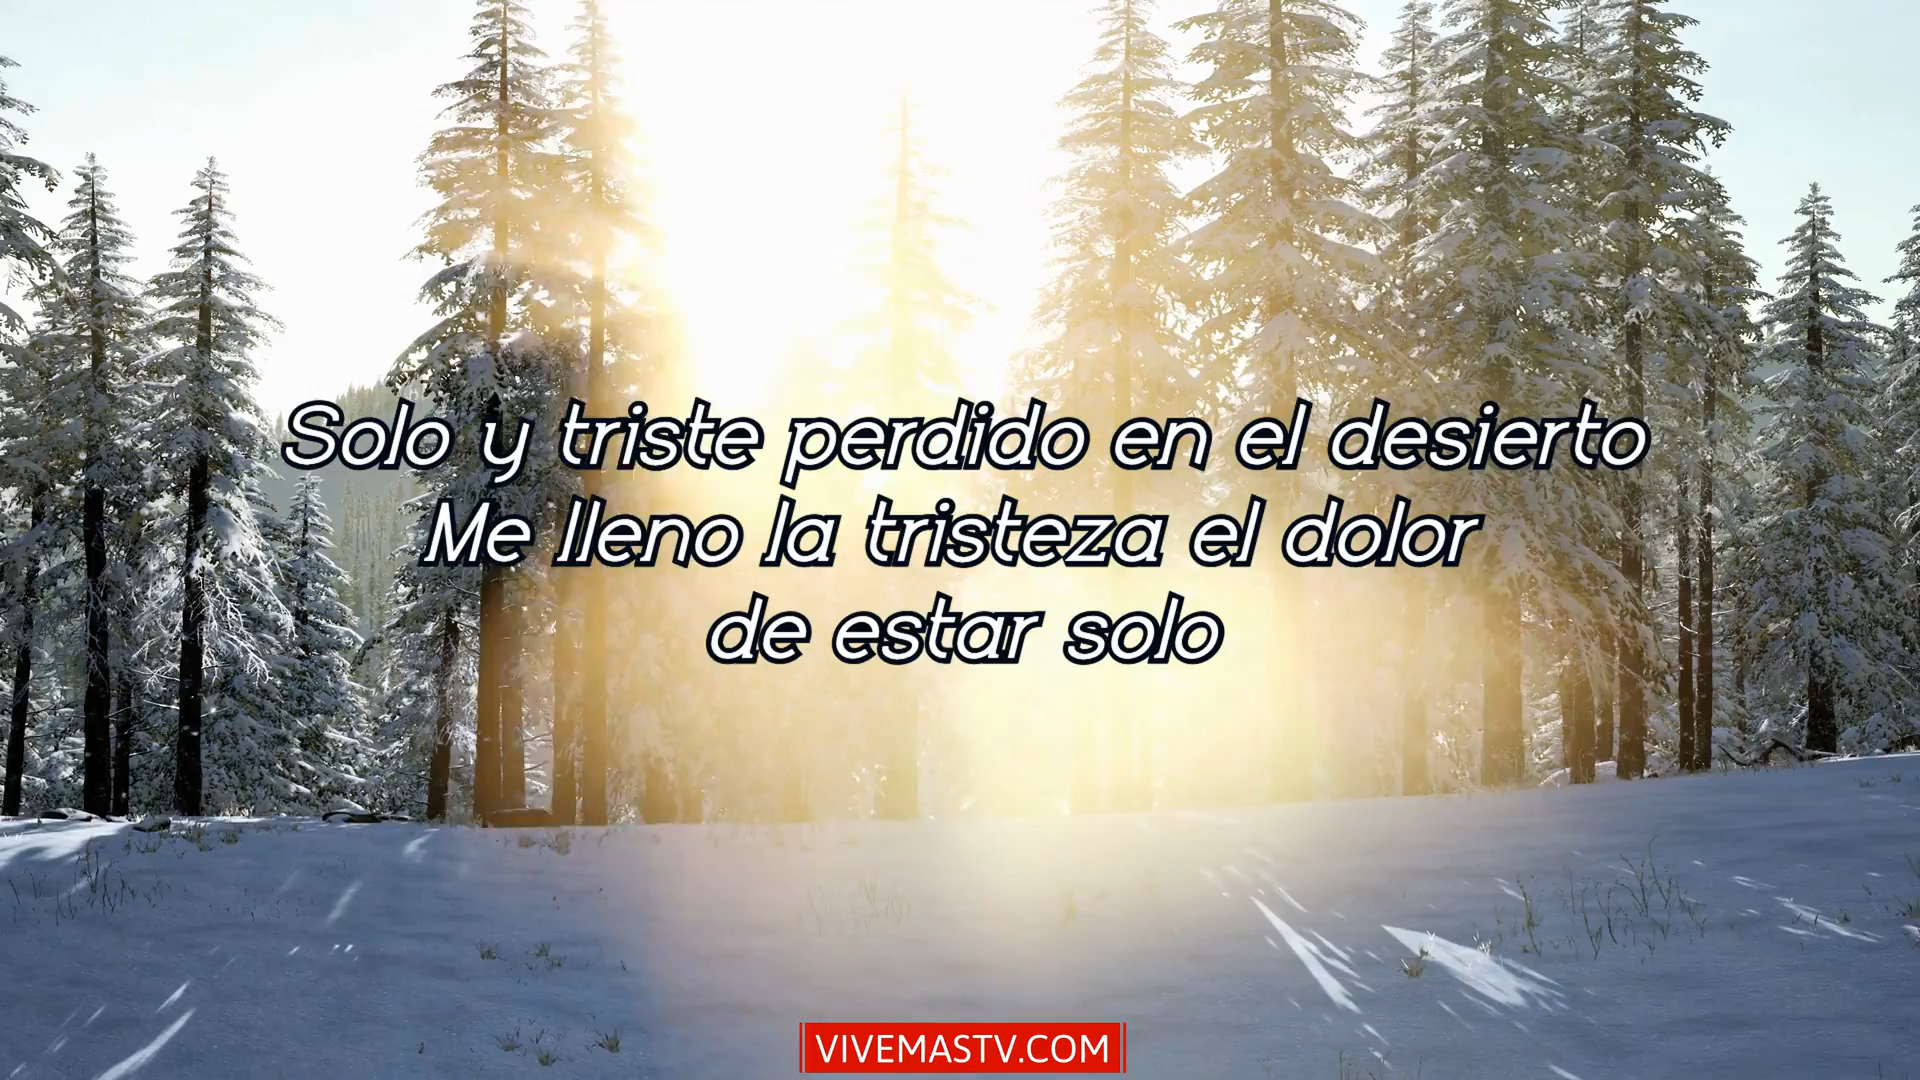 Solo y triste perdido en el desierto
Me lleno la tristeza el dolor
de estar solo
VIVEMASTV.COM